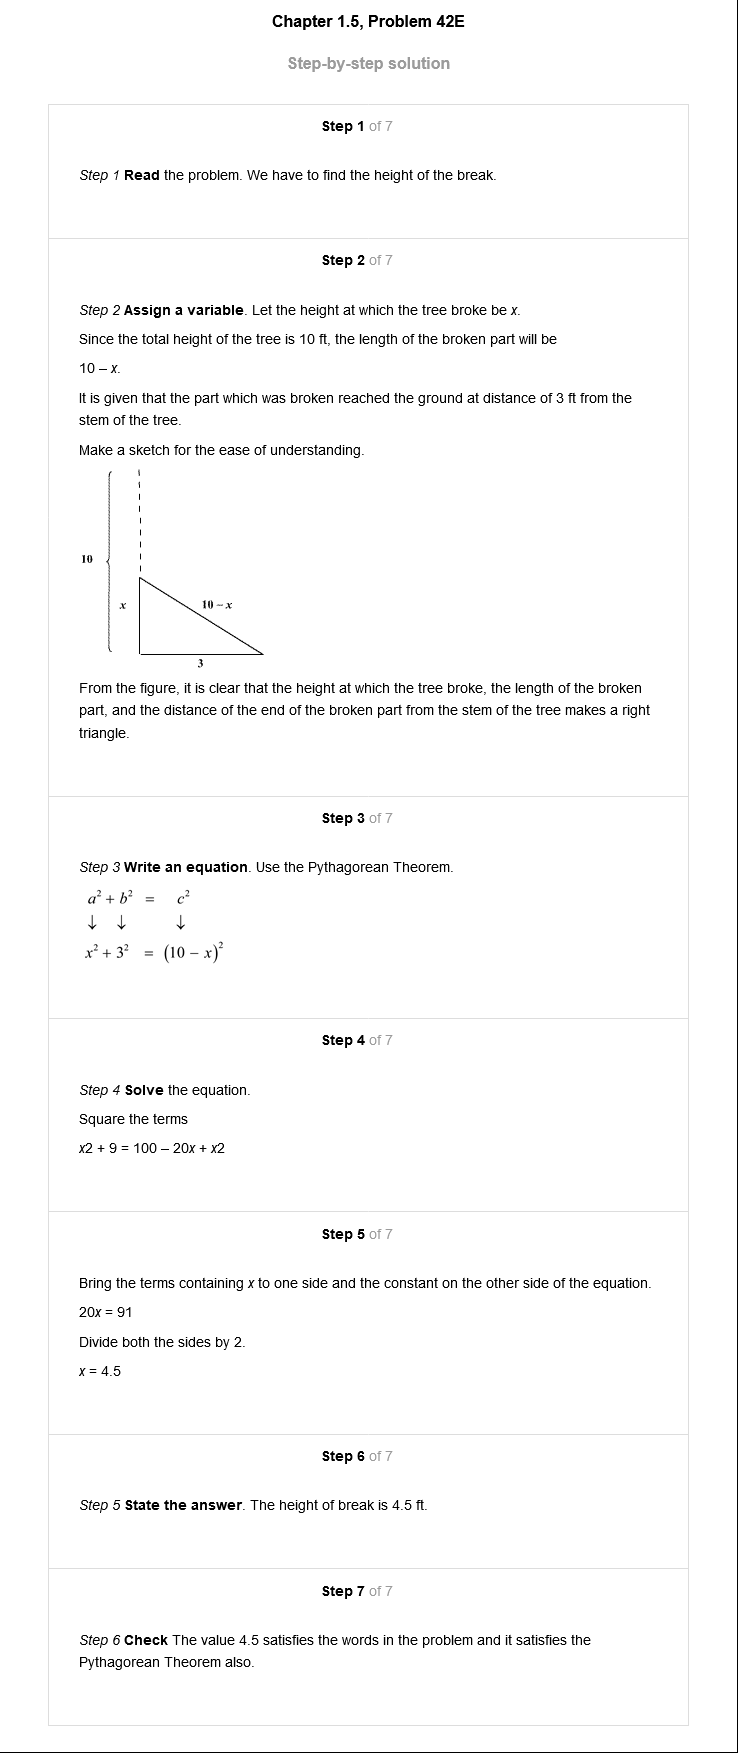 Chapter 1.5, Problem 42E
Step-by-step solution
Step 1 of 7
Step 1 Read the problem. We have to find the height of the break.
Step 2 of 7
Step 2 Assign a variable. Let the height at which the tree broke be x.
Since the total height of the tree is 10 ft, the length of the broken part will be
10 – x.
It is given that the part which was broken reached the ground at distance of 3 ft from the
stem of the tree.
Make a sketch for the ease of understanding.
10
x
10 – x
3
From the figure, it is clear that the height at which the tree broke, the length of the broken
part, and the distance of the end of the broken part from the stem of the tree makes a right
triangle.
Step 3 of 7
Step 3 Write an equation. Use the Pythagorean Theorem.
a² + b² = c²
↓ ↓ ↓
x² + 3² = (10 – x)²
Step 4 of 7
Step 4 Solve the equation.
Square the terms
x2 + 9 = 100 – 20x + x2
Step 5 of 7
Bring the terms containing x to one side and the constant on the other side of the equation.
20x = 91
Divide both the sides by 2.
x = 4.5
Step 6 of 7
Step 5 State the answer. The height of break is 4.5 ft.
Step 7 of 7
Step 6 Check The value 4.5 satisfies the words in the problem and it satisfies the
Pythagorean Theorem also.